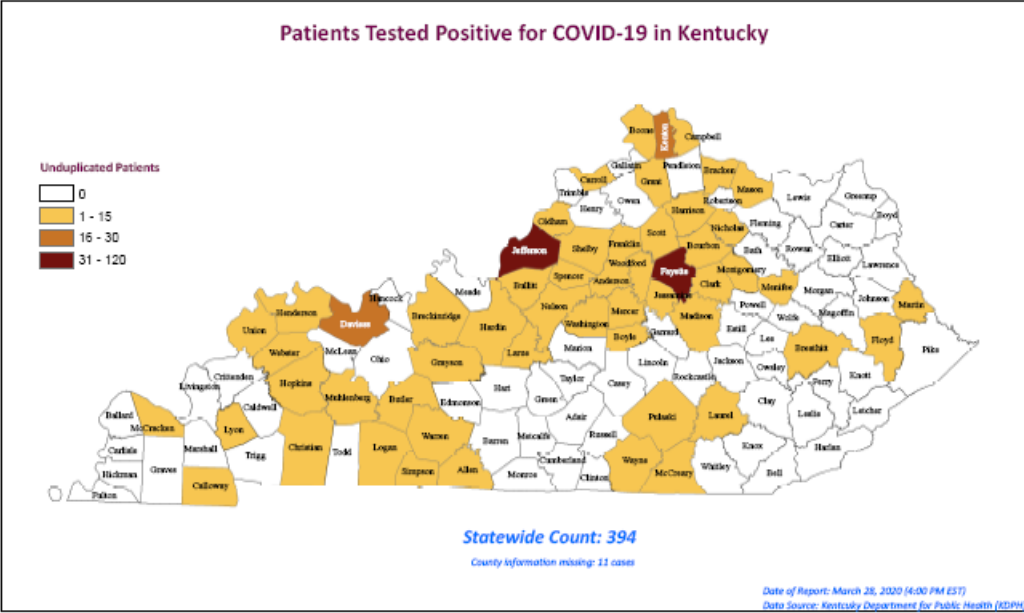 Patients Tested Positive for COVID-19 in Kentucky
Unduplicated Patients
0
1 - 15
16 - 30
31 - 120
Boone
Kenton
Campbell
Gallatin
Pendleton
Carroll
Grant
Bracken
Trimble
Owen
Mason
Henry
Robertson
Lewis
Greenup
Oldham
Harrison
Boyd
Scott
Nicholas
Fleming
Carter
Jefferson
Shelby
Franklin
Bourbon
Bath
Rowan
Elliott
Woodford
Fayette
Montgomery
Lawrence
Spencer
Anderson
Clark
Menifee
Morgan
Bullitt
Jessamine
Johnson
Martin
Meade
Hancock
Nelson
Mercer
Madison
Powell
Magoffin
Henderson
Breckinridge
Wolfe
Union
Daviess
Hardin
Washington
Boyle
Garrard
Estill
Lee
Floyd
Pike
Webster
McLean
Ohio
Grayson
Larue
Marion
Breathitt
Lincoln
Jackson
Owsley
Knott
Crittenden
Hopkins
Hart
Taylor
Casey
Rockcastle
Perry
Livingston
Muhlenberg
Butler
Edmonson
Green
Clay
Leslie
Letcher
Caldwell
Ballard
McCracken
Lyon
Adair
Pulaski
Laurel
Christian
Todd
Logan
Warren
Barren
Metcalfe
Russell
Knox
Harlan
Carlisle
Marshall
Trigg
Graves
Simpson
Allen
Monroe
Cumberland
Clinton
Wayne
McCreary
Whitley
Bell
Hickman
Calloway
Fulton
Statewide Count: 394
County Information missing: 11 cases
Date of Report: March 28, 2020 (4:00 PM EST)
Data Source: Kentucky Department for Public Health (KDPH